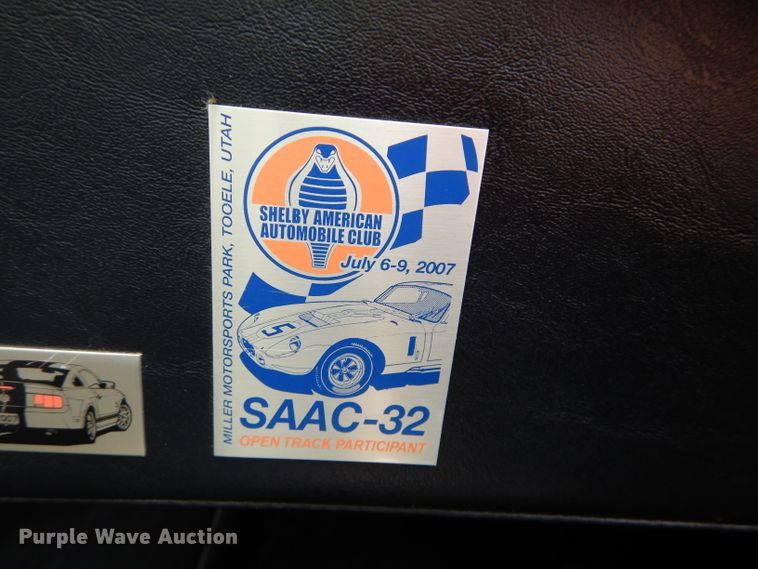 MILLER MOTORSPORTS PARK, TOOELE, UTAH
SHELBY AMERICAN
AUTOMOBILE CLUB
July 6-9, 2007
5
SAAC-32
OPEN TRACK PARTICIPANT
Purple Wave Auction